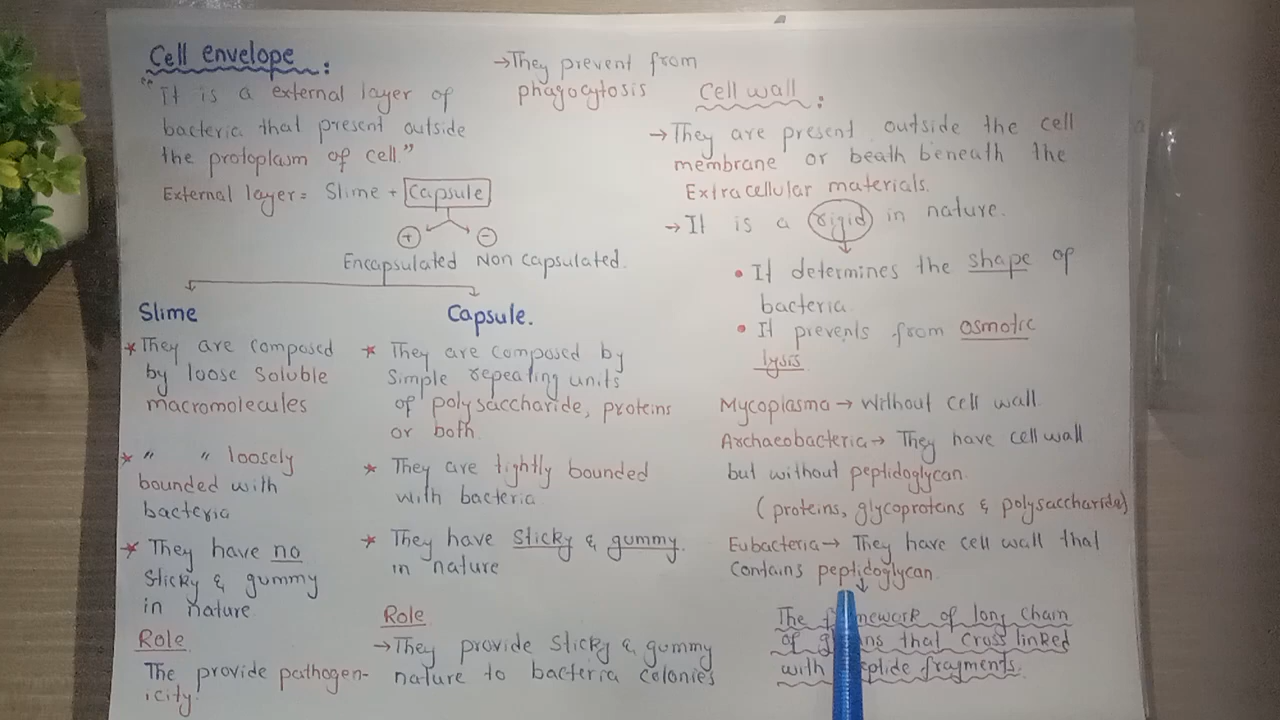 Cell envelope :
"It is a external layer of
bacteria that present outside
the protoplasm of cell."
External layer = Slime + Capsule
+ -
Encapsulated Non capsulated.
Slime
* They are composed
by loose soluble
macromolecules
* " " loosely
bounded with
bacteria
* They have no
sticky & gummy
in nature
Role
The provide pathogen-
icity.
Capsule.
* They are composed by
Simple repeating units
of polysaccharide, proteins
or both
* They are tightly bounded
with bacteria
* They have sticky & gummy.
in nature
Role
→They provide sticky & gummy
nature to bacteria colonies
→They prevent from
phagocytosis
Cell wall :
→They are present outside the cell
membrane or beath beneath the
Extracellular materials.
→It is a rigid in nature.
• It determines the shape of
bacteria
• It prevents from osmotic
lysis
Mycoplasma → Without cell wall
Archaeobacteria → They have cell wall
but without peptidoglycan.
(proteins, glycoproteins & polysaccharide)
Eubacteria → They have cell wall that
contains peptidoglycan.
The of long chain
of that cross linked
with fragments.